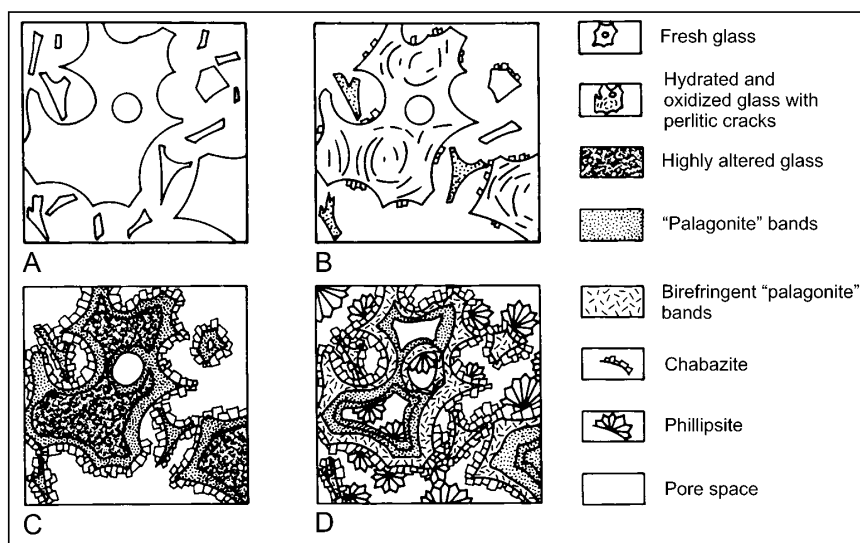 A
B
C
D
Fresh glass
Hydrated and
oxidized glass with
perlitic cracks
Highly altered glass
“Palagonite” bands
Birefringent “palagonite”
bands
Chabazite
Phillipsite
Pore space